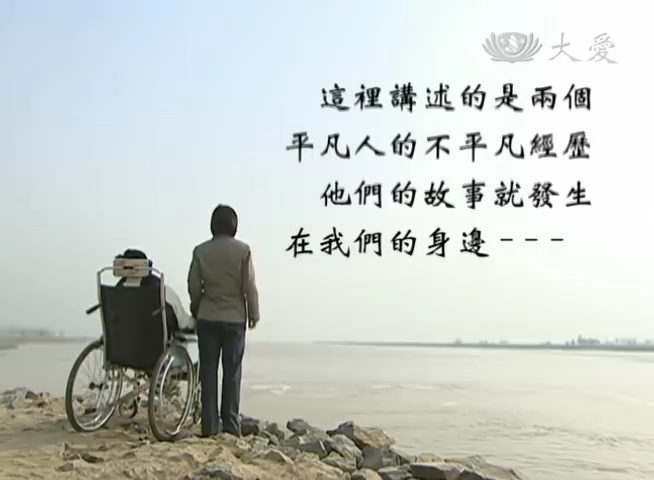 大愛
這裡講述的是兩個
平凡人的不平凡經歷
他們的故事就發生
在我們的身邊---